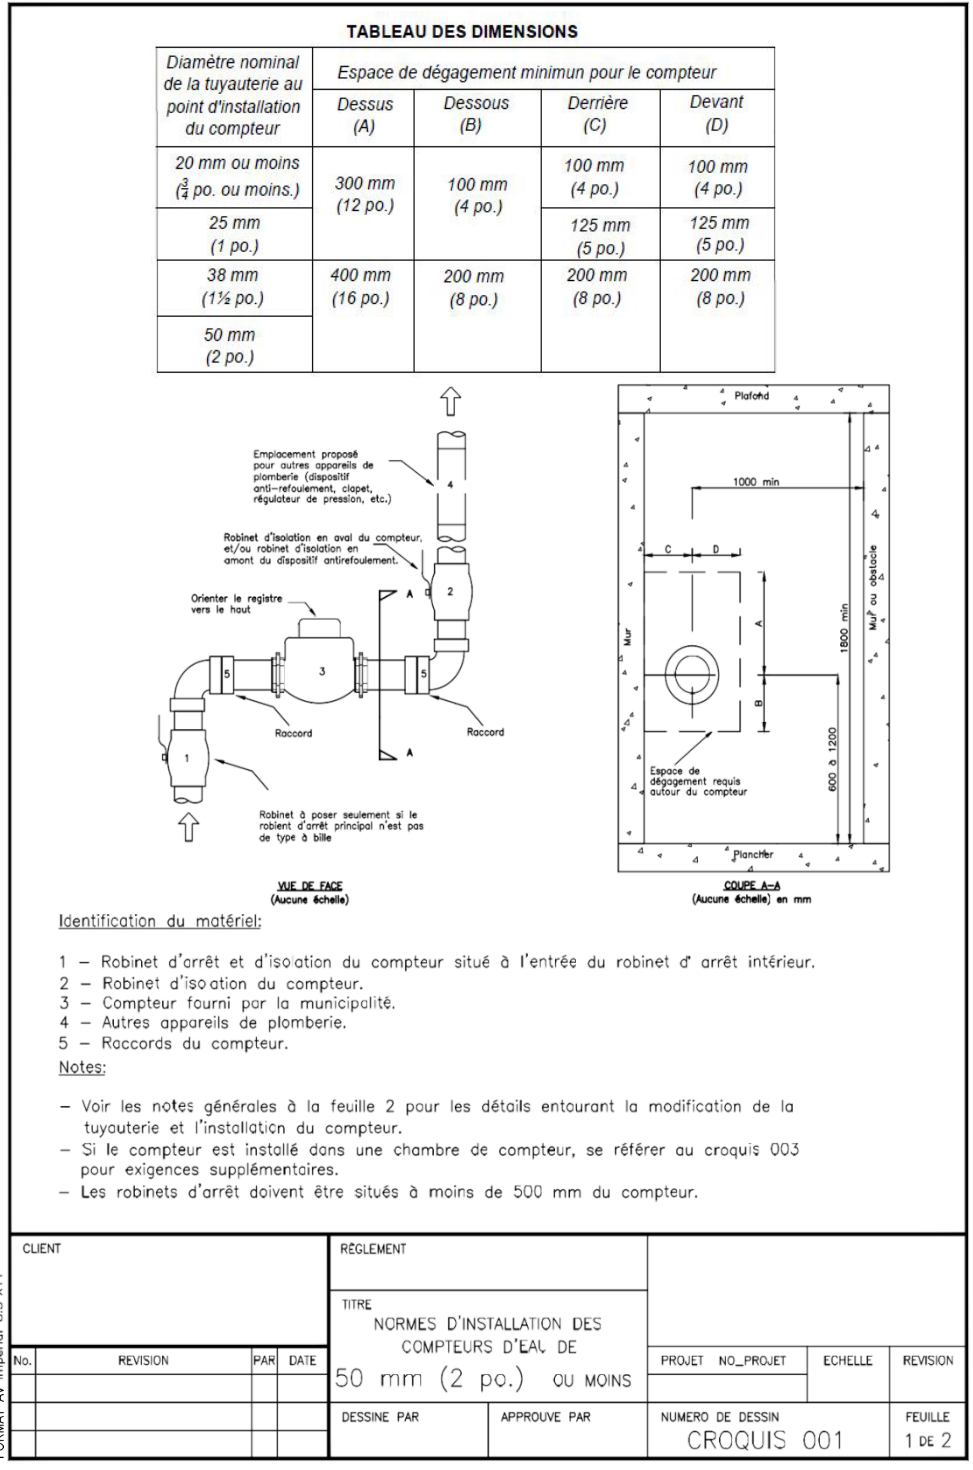 TABLEAU DES DIMENSIONS
Diamètre nominal
de la tuyauterie au
point d'installation
du compteur
Espace de dégagement minimun pour le compteur
Dessus
(A)
Dessous
(B)
Derrière
(C)
Devant
(D)
20 mm ou moins
(¾ po. ou moins.)
300 mm
(12 po.)
100 mm
(4 po.)
100 mm
(4 po.)
100 mm
(4 po.)
25 mm
(1 po.)
125 mm
(5 po.)
125 mm
(5 po.)
38 mm
(1½ po.)
400 mm
(16 po.)
200 mm
(8 po.)
200 mm
(8 po.)
200 mm
(8 po.)
50 mm
(2 po.)
Emplacement proposé
pour autres appareils de
plomberie (dispositif
anti-refoulement, clapet,
régulateur de pression, etc.)
4
Robinet d'isolation en aval du compteur,
et/ou robinet d'isolation en
amont du dispositif antirefoulement.
A
2
Orienter le registre
vers le haut
5
3
5
Raccord
Raccord
A
1
Robinet à poser seulement si le
robient d'arrêt principal n'est pas
de type à bille
VUE DE FACE
(Aucune échelle)
Plafond
1000 min
C
D
A
B
Mur
Mur ou obstacle
1800 min
600 à 1200
Espace de
dégagement requis
autour du compteur
Plancher
COUPE A-A
(Aucune échelle) en mm
Identification du matériel:
1 – Robinet d'arrêt et d'isolation du compteur situé à l'entrée du robinet d' arrêt intérieur.
2 – Robinet d'isolation du compteur.
3 – Compteur fourni par la municipalité.
4 – Autres appareils de plomberie.
5 – Raccords du compteur.
Notes:
– Voir les notes générales à la feuille 2 pour les détails entourant la modification de la
tuyauterie et l'installation du compteur.
– Si le compteur est installé dans une chambre de compteur, se référer au croquis 003
pour exigences supplémentaires.
– Les robinets d'arrêt doivent être situés à moins de 500 mm du compteur.
CLIENT
RÈGLEMENT
TITRE
NORMES D'INSTALLATION DES
COMPTEURS D'EAU DE
50 mm (2 po.) OU MOINS
No.
REVISION
PAR
DATE
PROJET NO_PROJET
ECHELLE
REVISION
DESSINE PAR
APPROUVE PAR
NUMERO DE DESSIN
CROQUIS 001
FEUILLE
1 DE 2